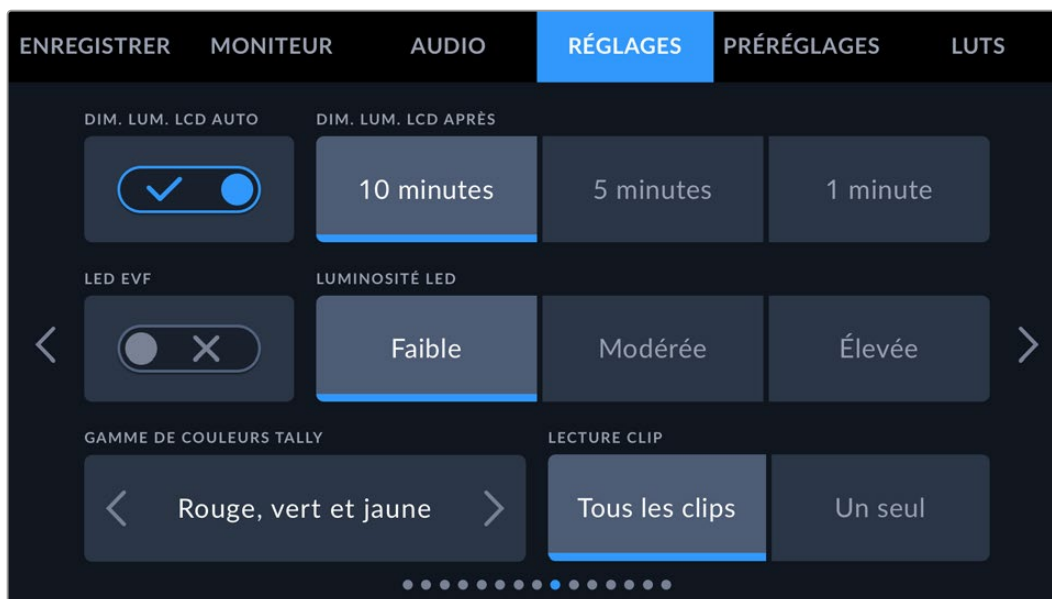 ENREGISTRER MONITEUR AUDIO RÉGLAGES PRÉRÉGLAGES LUTS
DIM. LUM. LCD AUTO DIM. LUM. LCD APRÈS
10 minutes 5 minutes 1 minute
LED EVF LUMINOSITÉ LED
Faible Modérée Élevée
GAMME DE COULEURS TALLY LECTURE CLIP
Rouge, vert et jaune Tous les clips Un seul